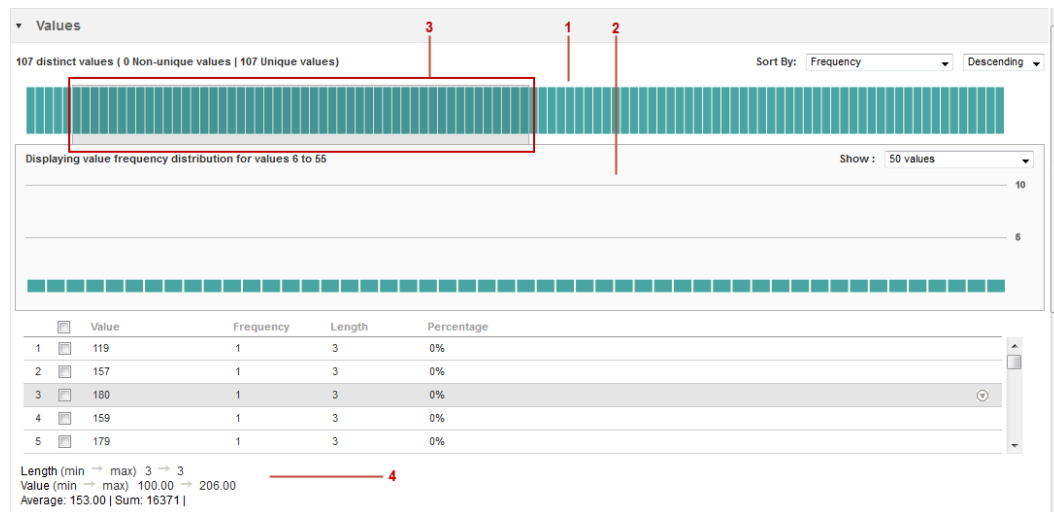 Values
3 1 2
107 distinct values ( 0 Non-unique values | 107 Unique values) Sort By: Frequency Descending
Displaying value frequency distribution for values 6 to 55 Show : 50 values
10
5
Value Frequency Length Percentage
1 119 1 3 0%
2 157 1 3 0%
3 180 1 3 0%
4 159 1 3 0%
5 179 1 3 0%
Length (min → max) 3 → 3
4
Value (min → max) 100.00 → 206.00
Average: 153.00 | Sum: 16371 |